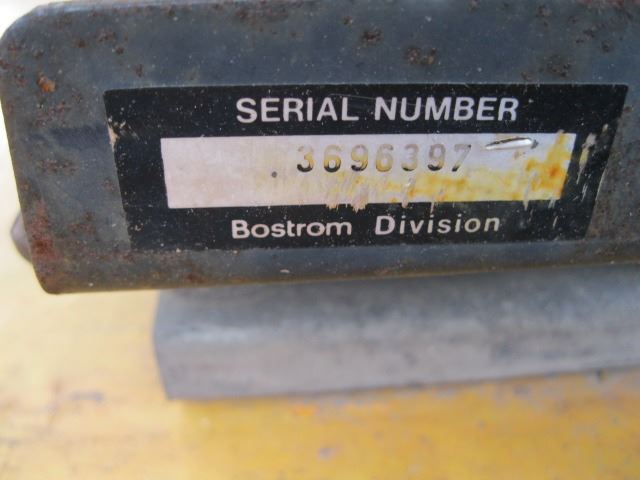 SERIAL NUMBER
3696397
Bostrom Division